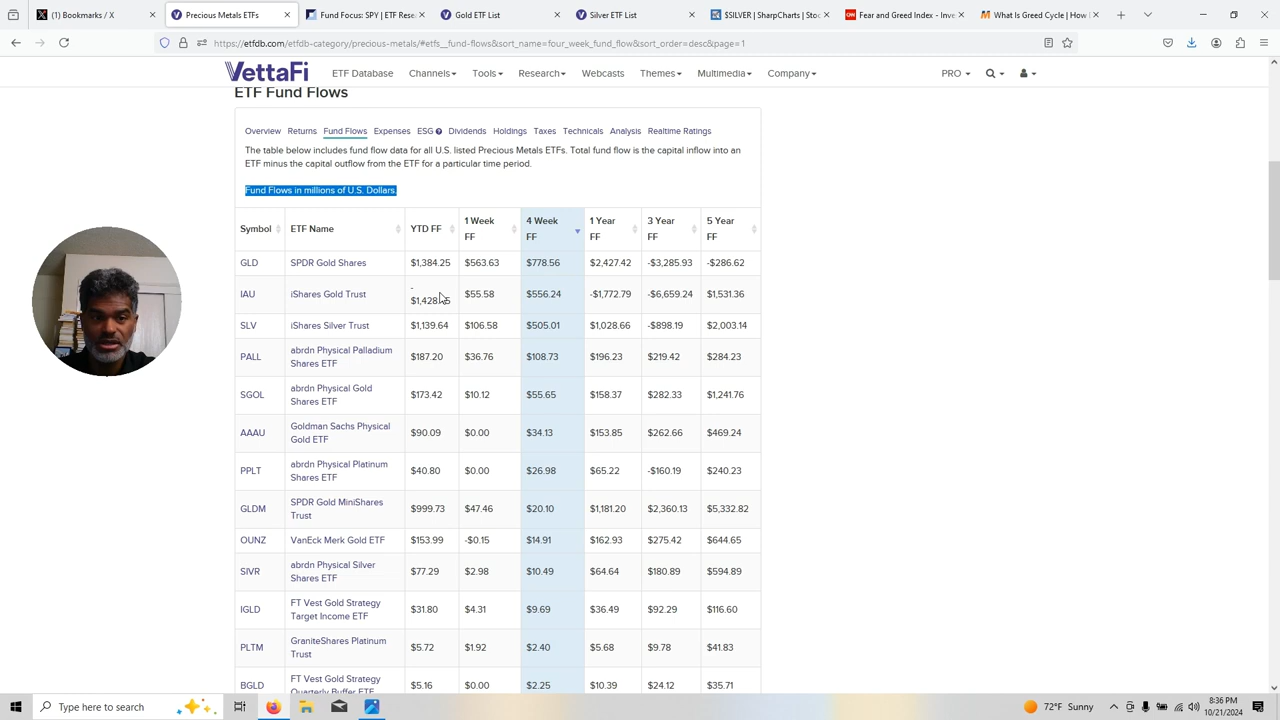 (1) Bookmarks / X
Precious Metals ETFs
Fund Focus: SPY | ETF Resea
Gold ETF List
Silver ETF List
$SILVER | SharpCharts | Stoc
Fear and Greed Index - Inves
What Is Greed Cycle | How I
https://etfdb.com/etfdb-category/precious-metals/#etfs__fund-flows&sort_name=four_week_fund_flow&sort_order=desc&page=1
VettaFi ETF Database Channels Tools Research Webcasts Themes Multimedia Company PRO
ETF Fund Flows
Overview Returns Fund Flows Expenses ESG Dividends Holdings Taxes Technicals Analysis Realtime Ratings
The table below includes fund flow data for all U.S. listed Precious Metals ETFs. Total fund flow is the capital inflow into an
ETF minus the capital outflow from the ETF for a particular time period.
Fund Flows in millions of U.S. Dollars.
Symbol ETF Name YTD FF 1 Week FF 4 Week FF 1 Year FF 3 Year FF 5 Year FF
GLD SPDR Gold Shares $1,384.25 $563.63 $778.56 $2,427.42 -$3,285.93 -$286.62
IAU iShares Gold Trust -$1,428. $55.58 $556.24 -$1,772.79 -$6,659.24 $1,531.36
SLV iShares Silver Trust $1,139.64 $106.58 $505.01 $1,028.66 -$898.19 $2,003.14
PALL abrdn Physical Palladium Shares ETF $187.20 $36.76 $108.73 $196.23 $219.42 $284.23
SGOL abrdn Physical Gold Shares ETF $173.42 $10.12 $55.65 $158.37 $282.33 $1,241.76
AAAU Goldman Sachs Physical Gold ETF $90.09 $0.00 $34.13 $153.85 $262.66 $469.24
PPLT abrdn Physical Platinum Shares ETF $40.80 $0.00 $26.98 $65.22 -$160.19 $240.23
GLDM SPDR Gold MiniShares Trust $999.73 $47.46 $20.10 $1,181.20 $2,360.13 $5,332.82
OUNZ VanEck Merk Gold ETF $153.99 -$0.15 $14.91 $162.93 $275.42 $644.65
SIVR abrdn Physical Silver Shares ETF $77.29 $2.98 $10.49 $64.64 $180.89 $594.89
IGLD FT Vest Gold Strategy Target Income ETF $31.80 $4.31 $9.69 $36.49 $92.29 $116.60
PLTM GraniteShares Platinum Trust $5.72 $1.92 $2.40 $5.68 $9.78 $41.83
BGLD FT Vest Gold Strategy Quarterly Buffer ETF $5.16 $0.00 $2.25 $10.39 $24.12 $35.71
Type here to search
72°F Sunny
8:36 PM
10/21/2024